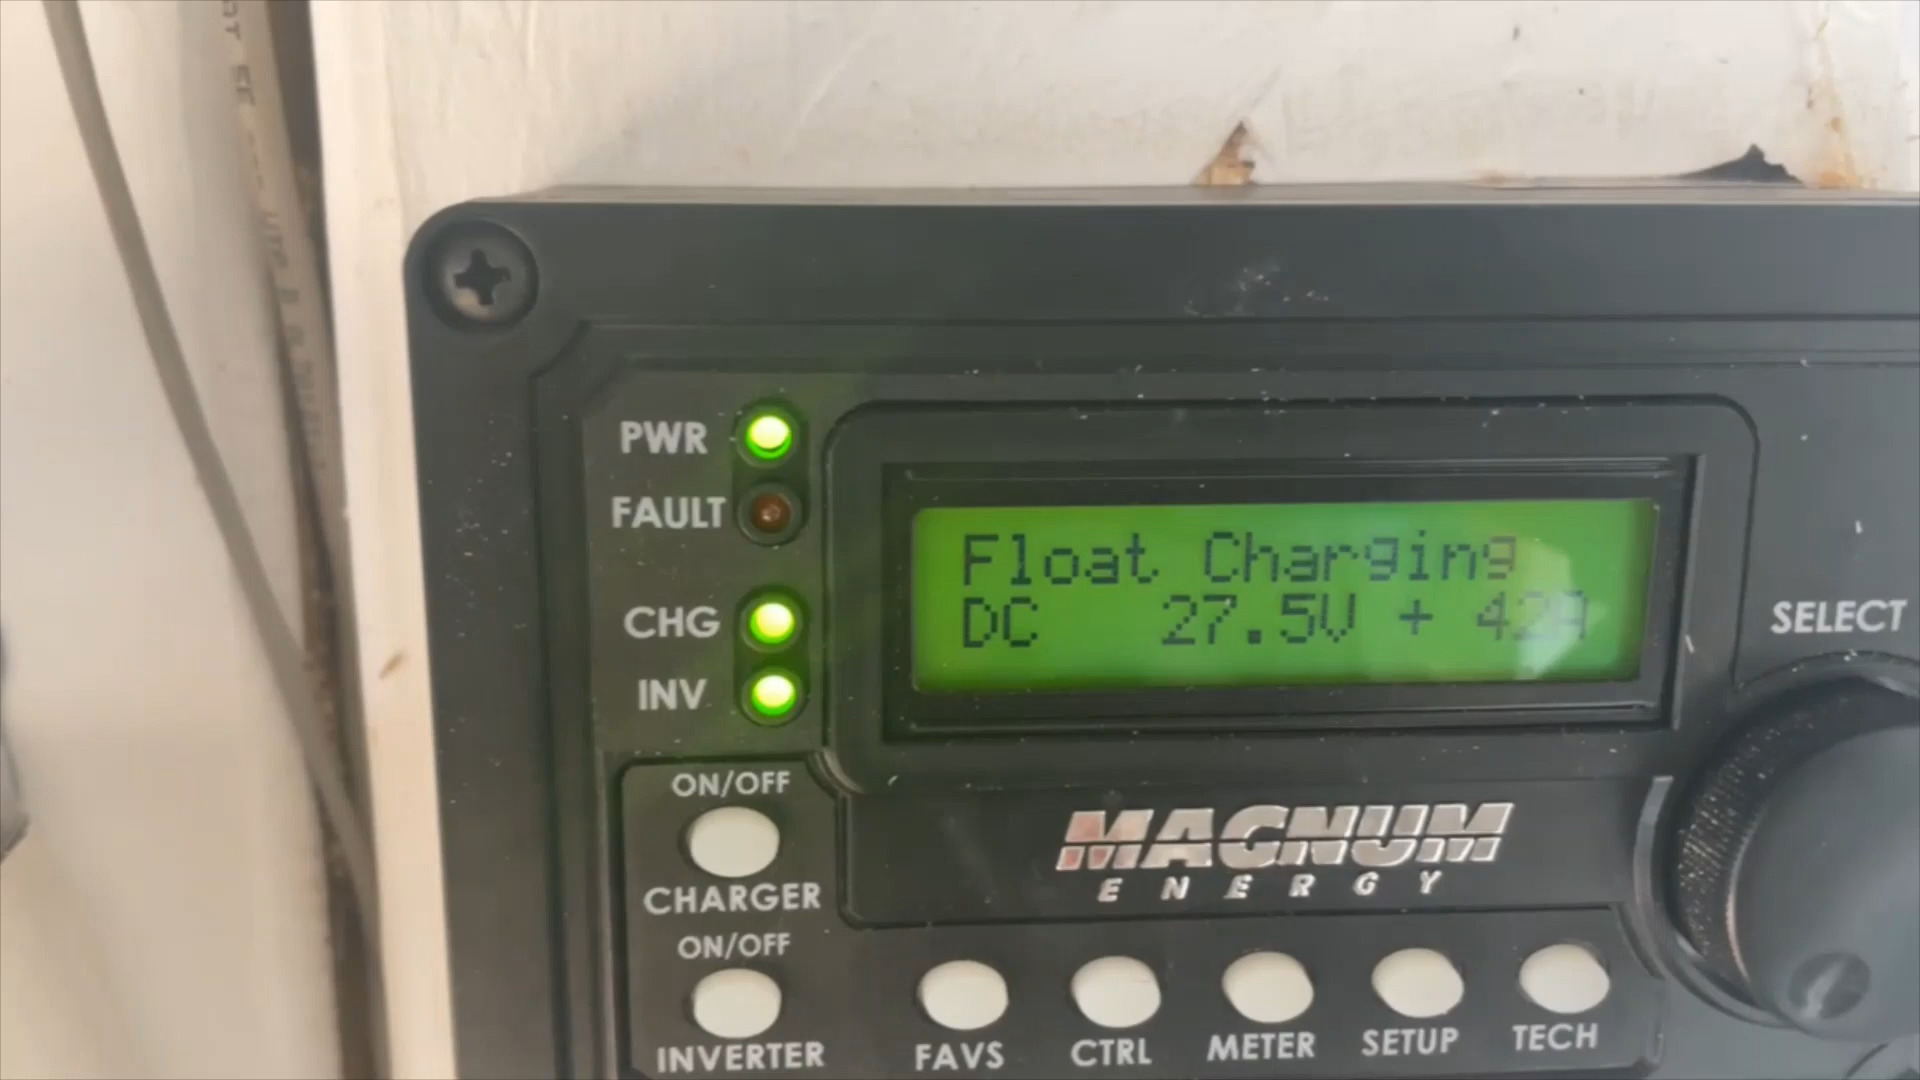 PWR
FAULT
CHG
INV
Float Charging
DC 27.5V + 42A
SELECT
ON/OFF
CHARGER
ON/OFF
INVERTER
MAGNUM
ENERGY
FAVS
CTRL
METER
SETUP
TECH